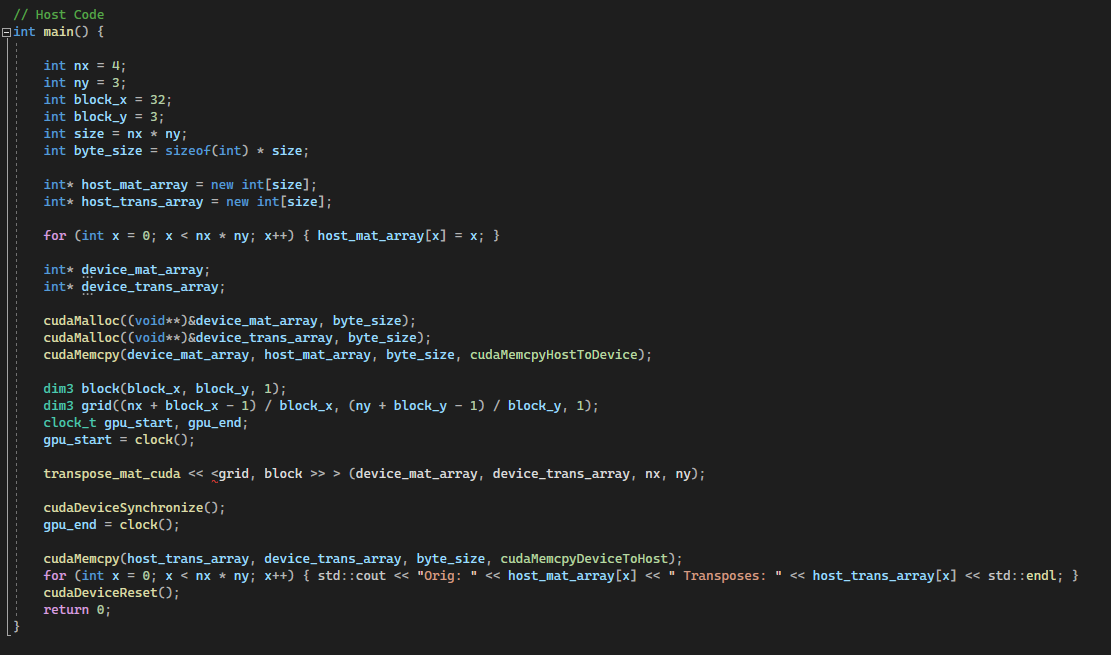 // Host Code
int main() {
int nx = 4;
int ny = 3;
int block_x = 32;
int block_y = 3;
int size = nx * ny;
int byte_size = sizeof(int) * size;
int* host_mat_array = new int[size];
int* host_trans_array = new int[size];
for (int x = 0; x < nx * ny; x++) { host_mat_array[x] = x; }
int* device_mat_array;
int* device_trans_array;
cudaMalloc((void**)&device_mat_array, byte_size);
cudaMalloc((void**)&device_trans_array, byte_size);
cudaMemcpy(device_mat_array, host_mat_array, byte_size, cudaMemcpyHostToDevice);
dim3 block(block_x, block_y, 1);
dim3 grid((nx + block_x - 1) / block_x, (ny + block_y - 1) / block_y, 1);
clock_t gpu_start, gpu_end;
gpu_start = clock();
transpose_mat_cuda << <grid, block >> > (device_mat_array, device_trans_array, nx, ny);
cudaDeviceSynchronize();
gpu_end = clock();
cudaMemcpy(host_trans_array, device_trans_array, byte_size, cudaMemcpyDeviceToHost);
for (int x = 0; x < nx * ny; x++) { std::cout << "Orig: " << host_mat_array[x] << " Transposes: " << host_trans_array[x] << std::endl; }
cudaDeviceReset();
return 0;
}